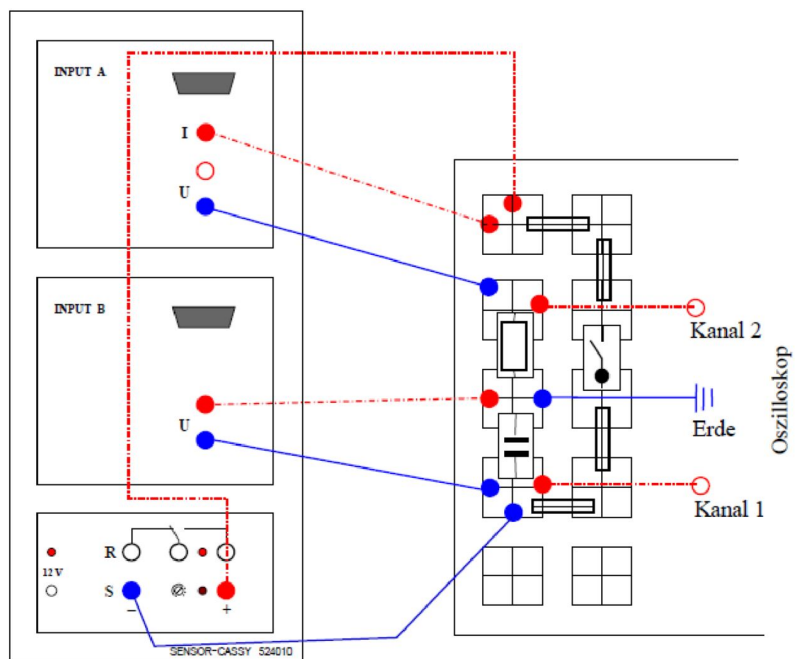 INPUT A
I
U
INPUT B
U
R
12 V
S
−
+
SENSOR-CASSY 524010
Kanal 2
Erde
Kanal 1
Oszilloskop